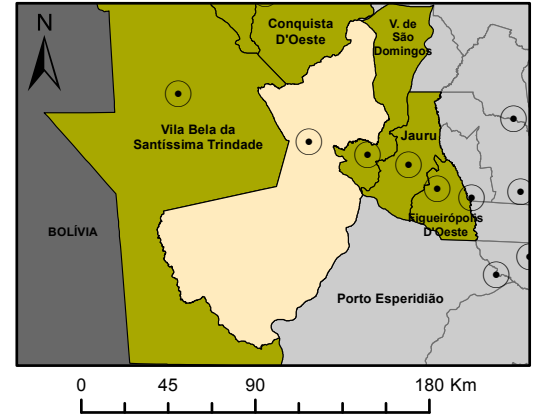 N
Conquista
D'Oeste
V. de
São
Domingos
Vila Bela da
Santíssima Trindade
Jauru
Figueirópolis
D'Oeste
BOLÍVIA
Porto Esperidião
0 45 90 180 Km